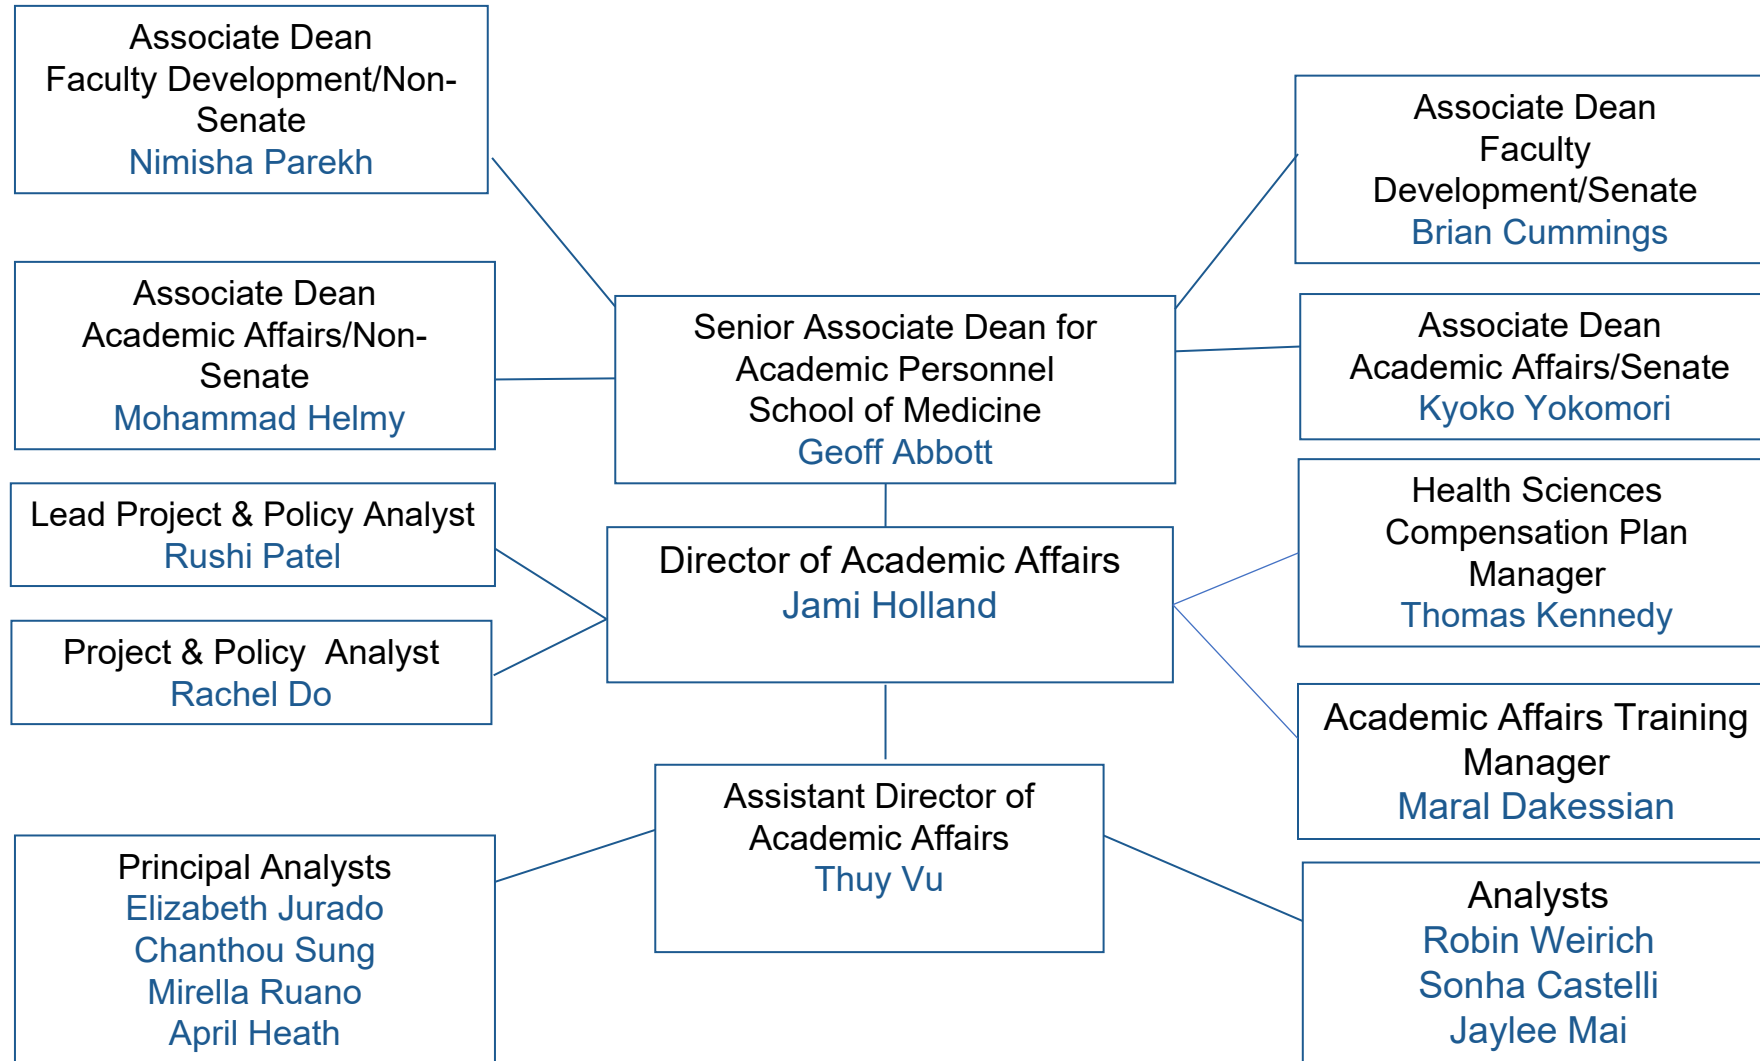 Associate Dean
Faculty Development/Non-
Senate
Nimisha Parekh
Associate Dean
Faculty
Development/Senate
Brian Cummings
Associate Dean
Academic Affairs/Non-
Senate
Mohammad Helmy
Senior Associate Dean for
Academic Personnel
School of Medicine
Geoff Abbott
Associate Dean
Academic Affairs/Senate
Kyoko Yokomori
Lead Project & Policy Analyst
Rushi Patel
Director of Academic Affairs
Jami Holland
Health Sciences
Compensation Plan
Manager
Thomas Kennedy
Project & Policy  Analyst
Rachel Do
Academic Affairs Training
Manager
Maral Dakessian
Assistant Director of
Academic Affairs
Thuy Vu
Principal Analysts
Elizabeth Jurado
Chanthou Sung
Mirella Ruano
April Heath
Analysts
Robin Weirich
Sonha Castelli
Jaylee Mai